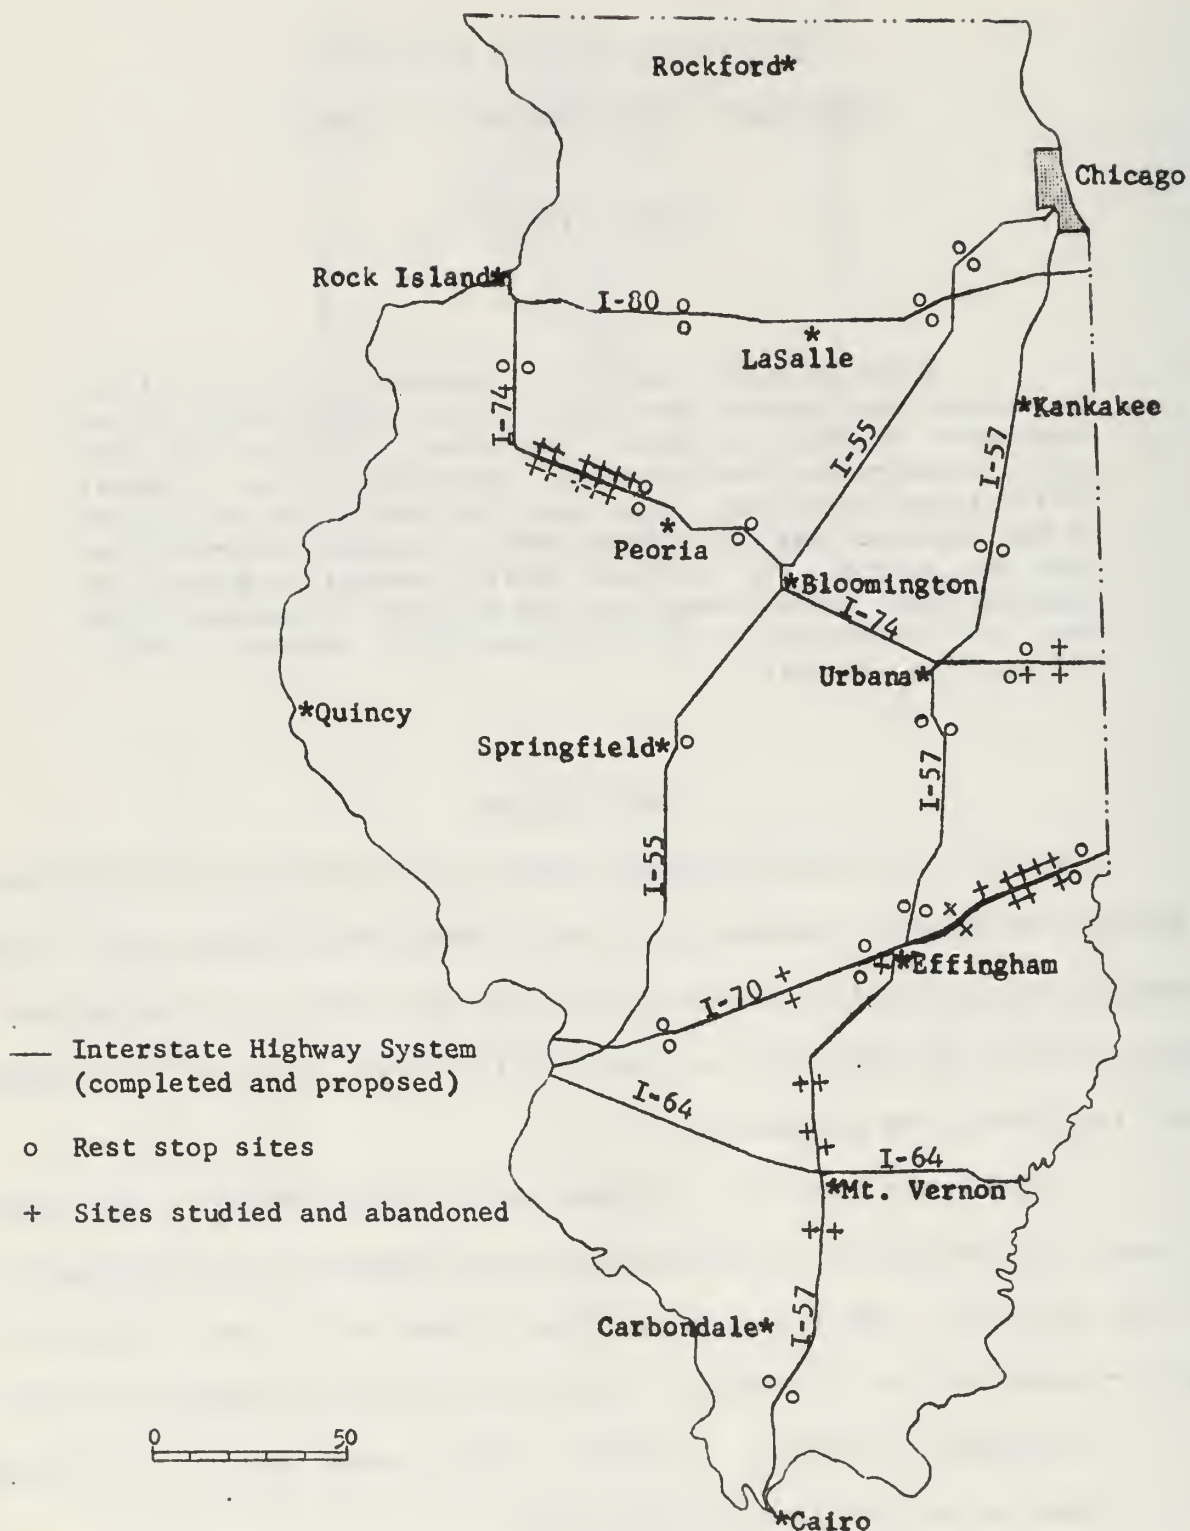 Rockford*
Chicago
Rock Island*
I-80
*
LaSalle
I-74
*Kankakee
I-55
I-57
*
Peoria
*Bloomington
I-74
Urbana*
*Quincy
Springfield*
I-57
I-55
*Effingham
I-70
— Interstate Highway System
(completed and proposed)
I-64
o Rest stop sites
I-64
*Mt. Vernon
+ Sites studied and abandoned
I-57
Carbondale*
0 50
*Cairo